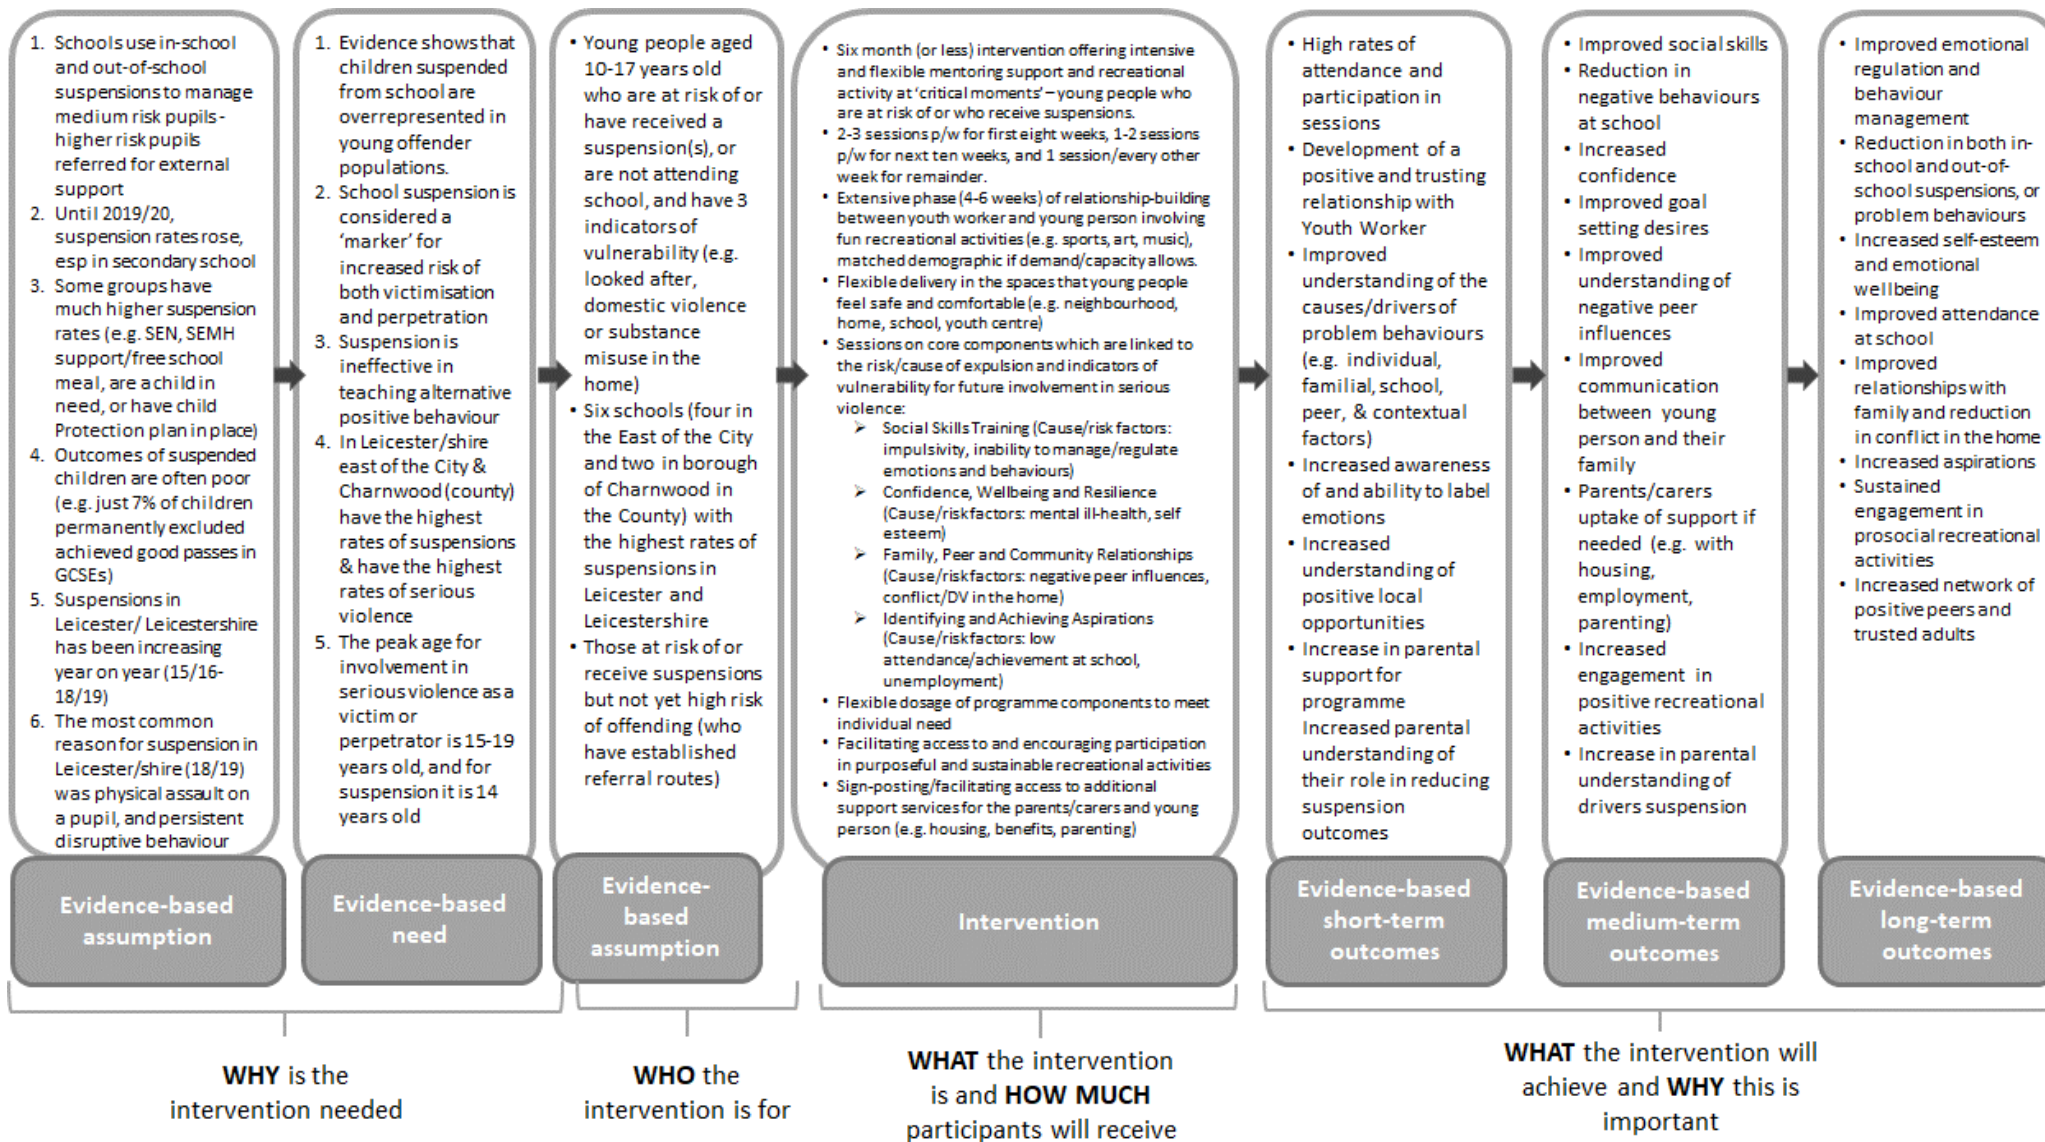 1. Schools use in-school
and out-of-school
suspensions to manage
medium risk pupils -
higher risk pupils
referred for external
support
2. Until 2019/20,
suspension rates rose,
esp in secondary school
3. Some groups have
much higher suspension
rates (e.g. SEN, SEMH
support/free school
meal, are a child in
need, or have child
Protection plan in place)
4. Outcomes of suspended
children are often poor
(e.g. just 7% of children
permanently excluded
achieved good passes in
GCSEs)
5. Suspensions in
Leicester/ Leicestershire
has been increasing
year on year (15/16-
18/19)
6. The most common
reason for suspension in
Leicester/shire (18/19)
was physical assault on
a pupil, and persistent
disruptive behaviour
Evidence-based
assumption
1. Evidence shows that
children suspended
from school are
overrepresented in
young offender
populations.
2. School suspension is
considered a
'marker' for
increased risk of
both victimisation
and perpetration
3. Suspension is
ineffective in
teaching alternative
positive behaviour
4. In Leicester/shire
east of the City &
Charnwood (county)
have the highest
rates of suspensions
& have the highest
rates of serious
violence
5. The peak age for
involvement in
serious violence as a
victim or
perpetrator is 15-19
years old, and for
suspension it is 14
years old
Evidence-based
need
• Young people aged
10-17 years old
who are at risk of or
have received a
suspension(s), or
are not attending
school, and have 3
indicators of
vulnerability (e.g.
looked after,
domestic violence
or substance
misuse in the
home)
• Six schools (four in
the East of the City
and two in borough
of Charnwood in
the County) with
the highest rates of
suspensions in
Leicester and
Leicestershire
• Those at risk of or
receive suspensions
but not yet high risk
of offending (who
have established
referral routes)
Evidence-
based
assumption
• Six month (or less) intervention offering intensive
and flexible mentoring support and recreational
activity at 'critical moments' – young people who
are at risk of or who receive suspensions.
• 2-3 sessions p/w for first eight weeks, 1-2 sessions
p/w for next ten weeks, and 1 session/every other
week for remainder.
• Extensive phase (4-6 weeks) of relationship-building
between youth worker and young person involving
fun recreational activities (e.g. sports, art, music),
matched demographic if demand/capacity allows.
• Flexible delivery in the spaces that young people
feel safe and comfortable (e.g. neighbourhood,
home, school, youth centre)
• Sessions on core components which are linked to
the risk/cause of expulsion and indicators of
vulnerability for future involvement in serious
violence:
➢ Social Skills Training (Cause/risk factors:
impulsivity, inability to manage/regulate
emotions and behaviours)
➢ Confidence, Wellbeing and Resilience
(Cause/risk factors: mental ill-health, self
esteem)
➢ Family, Peer and Community Relationships
(Cause/risk factors: negative peer influences,
conflict/DV in the home)
➢ Identifying and Achieving Aspirations
(Cause/risk factors: low
attendance/achievement at school,
unemployment)
• Flexible dosage of programme components to meet
individual need
• Facilitating access to and encouraging participation
in purposeful and sustainable recreational activities
• Sign-posting/facilitating access to additional
support services for the parents/carers and young
person (e.g. housing, benefits, parenting)
Intervention
• High rates of
attendance and
participation in
sessions
• Development of a
positive and trusting
relationship with
Youth Worker
• Improved
understanding of the
causes/drivers of
problem behaviours
(e.g. individual,
familial, school,
peer, & contextual
factors)
• Increased awareness
of and ability to label
emotions
• Increased
understanding of
positive local
opportunities
• Increase in parental
support for
programme
Increased parental
understanding of
their role in reducing
suspension
outcomes
Evidence-based
short-term
outcomes
• Improved social skills
• Reduction in
negative behaviours
at school
• Increased
confidence
• Improved goal
setting desires
• Improved
understanding of
negative peer
influences
• Improved
communication
between young
person and their
family
• Parents/carers
uptake of support if
needed (e.g. with
housing,
employment,
parenting)
• Increased
engagement in
positive recreational
activities
• Increase in parental
understanding of
drivers suspension
Evidence-based
medium-term
outcomes
• Improved emotional
regulation and
behaviour
management
• Reduction in both in-
school and out-of-
school suspensions, or
problem behaviours
• Increased self-esteem
and emotional
wellbeing
• Improved attendance
at school
• Improved
relationships with
family and reduction
in conflict in the home
• Increased aspirations
• Sustained
engagement in
prosocial recreational
activities
• Increased network of
positive peers and
trusted adults
Evidence-based
long-term
outcomes
WHY is the
intervention needed
WHO the
intervention is for
WHAT the intervention
is and HOW MUCH
participants will receive
WHAT the intervention will
achieve and WHY this is
important